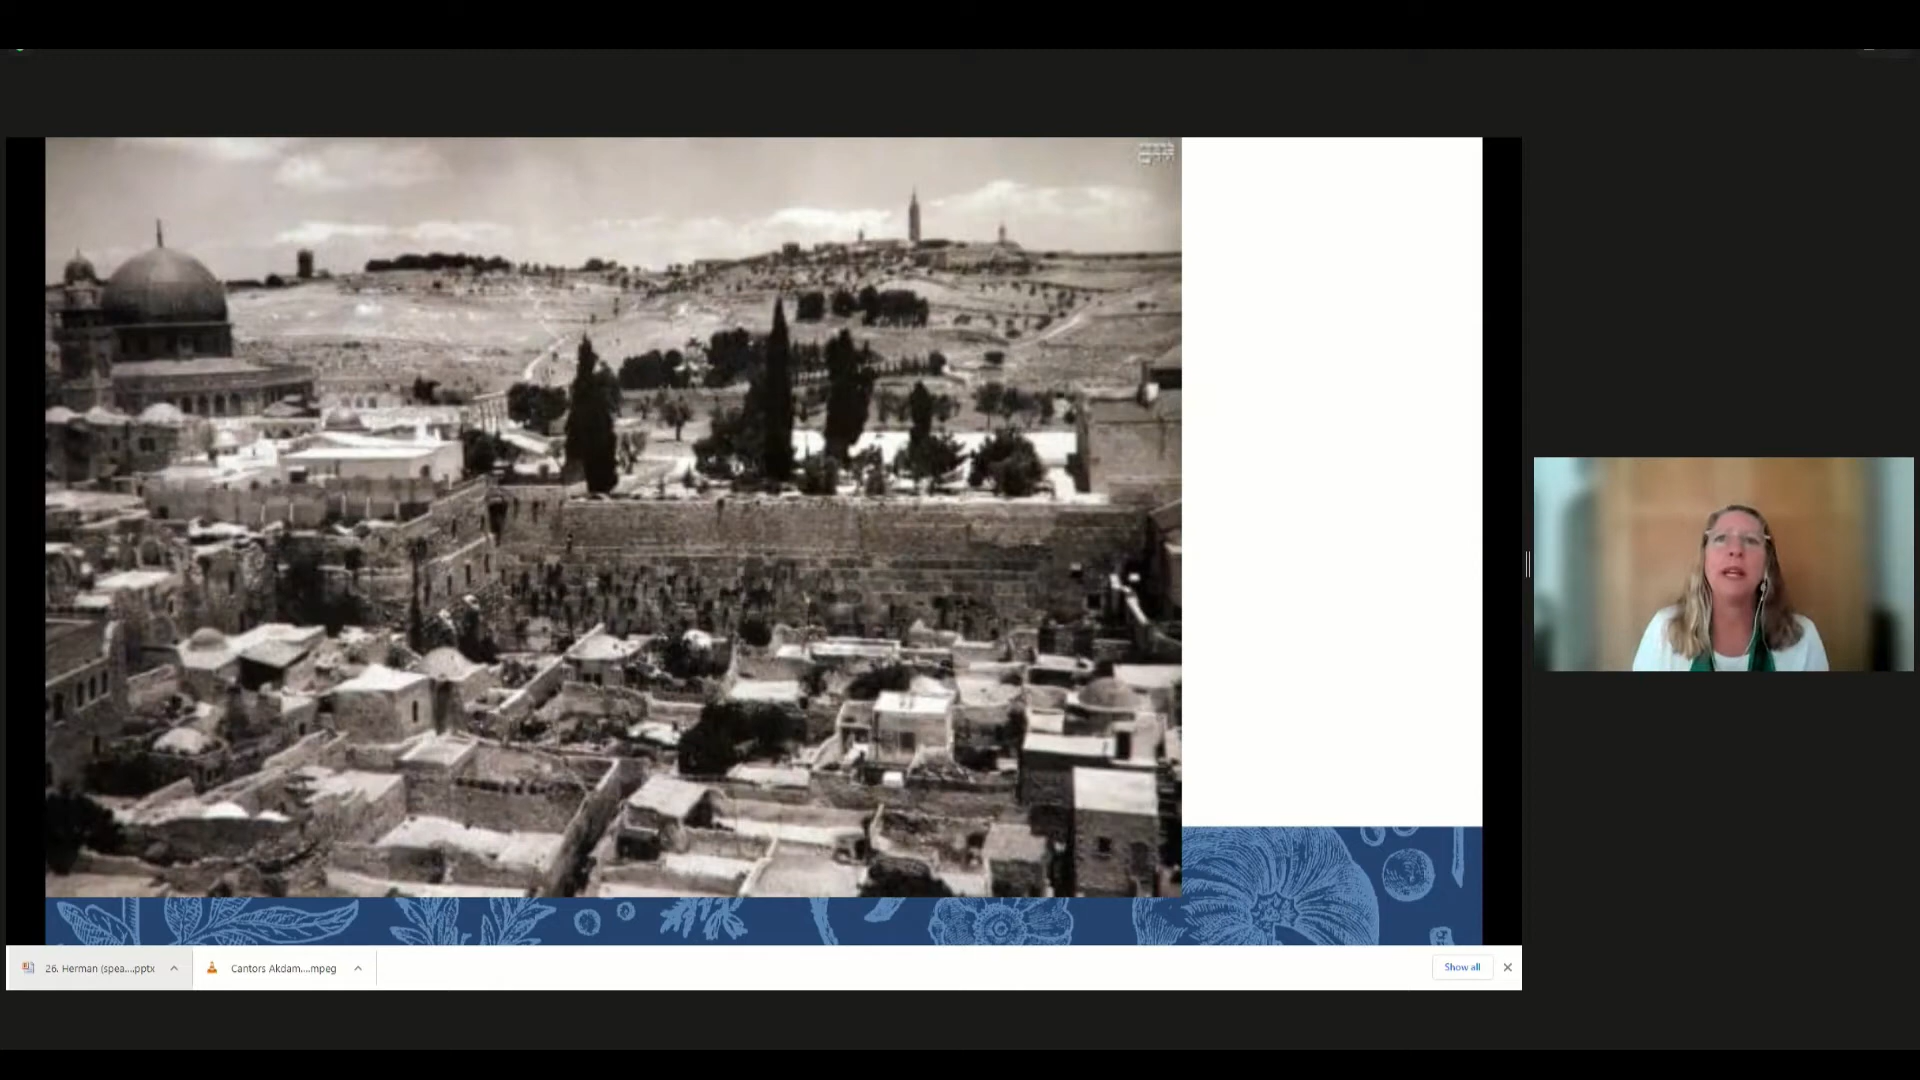 26. Herman (spea....pptx
Cantors Akdam....mpeg
Show all